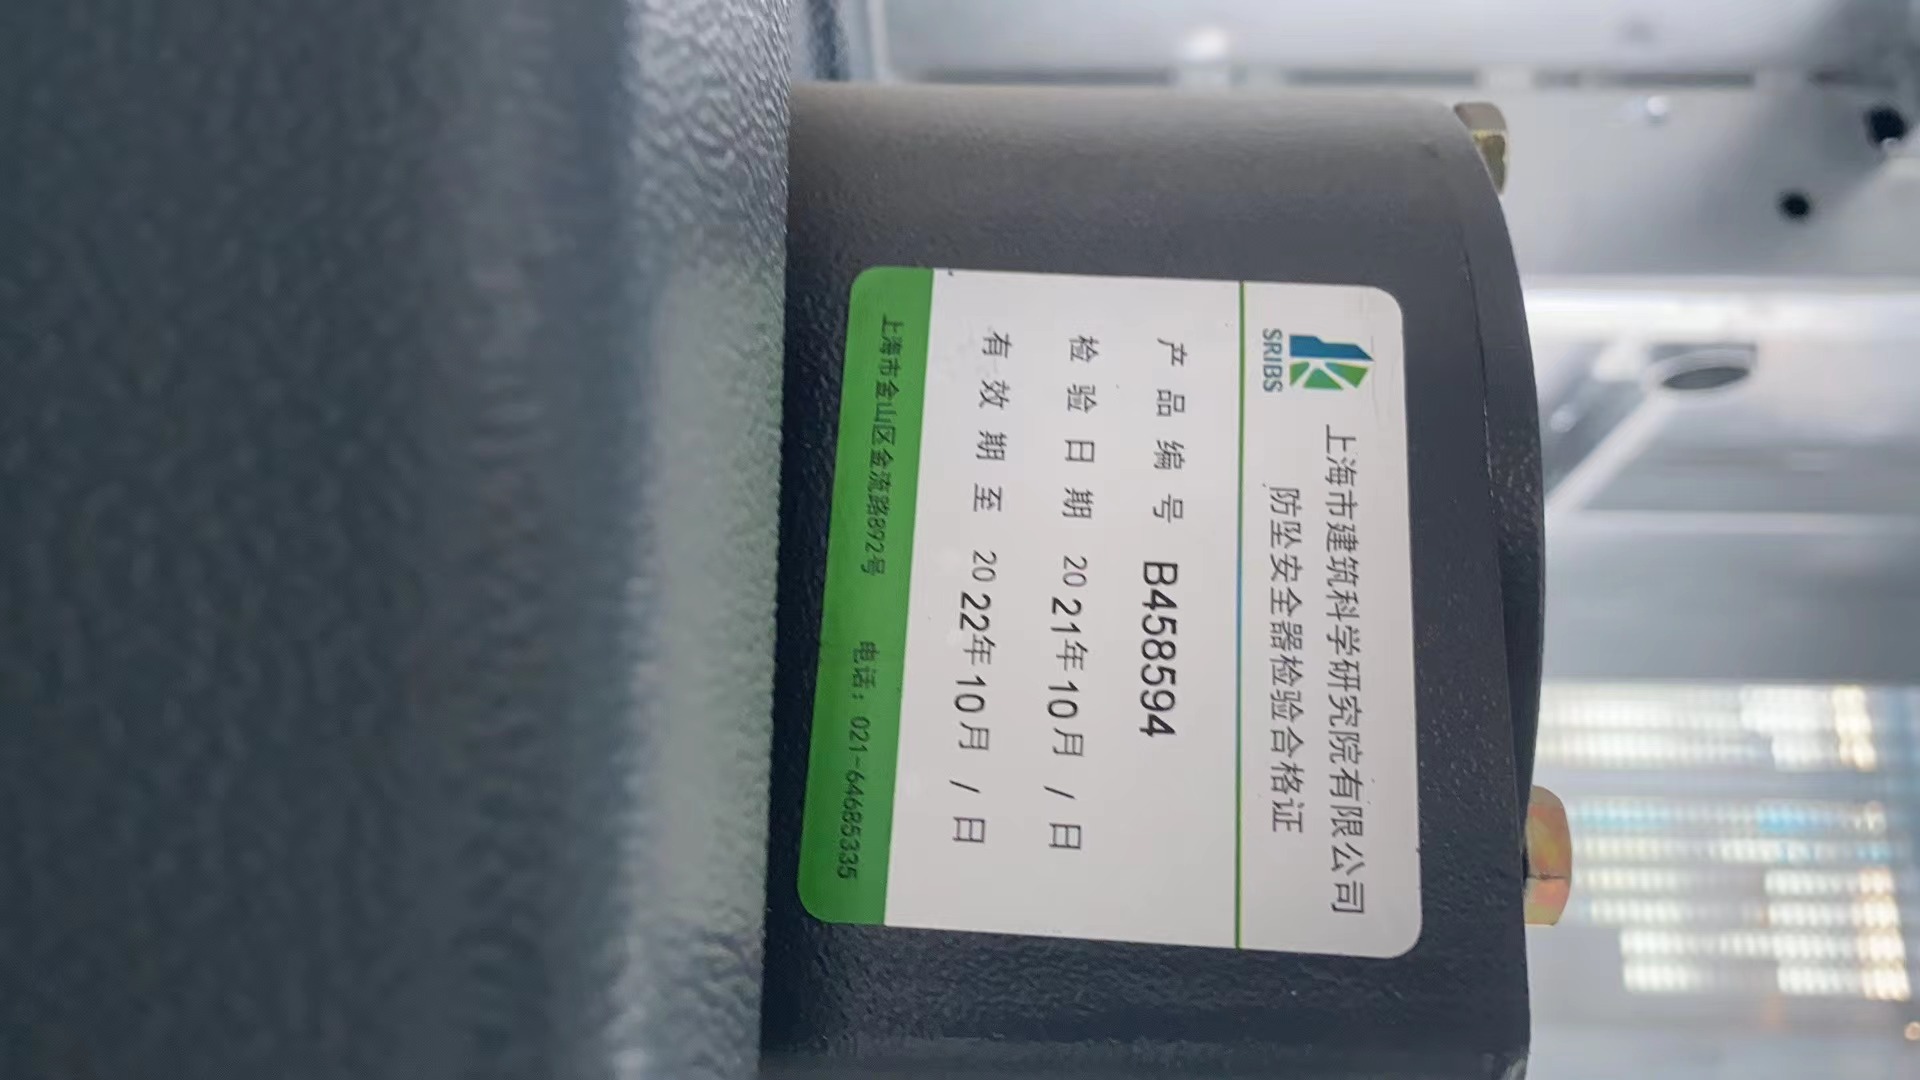 SRIBS
上海市建筑科学研究院有限公司
防坠安全器检验合格证
产品编号 B458594
检验日期 2021年10月 / 日
有效期至 2022年10月 / 日
上海市金山区金流路892号 电话：021-64685335